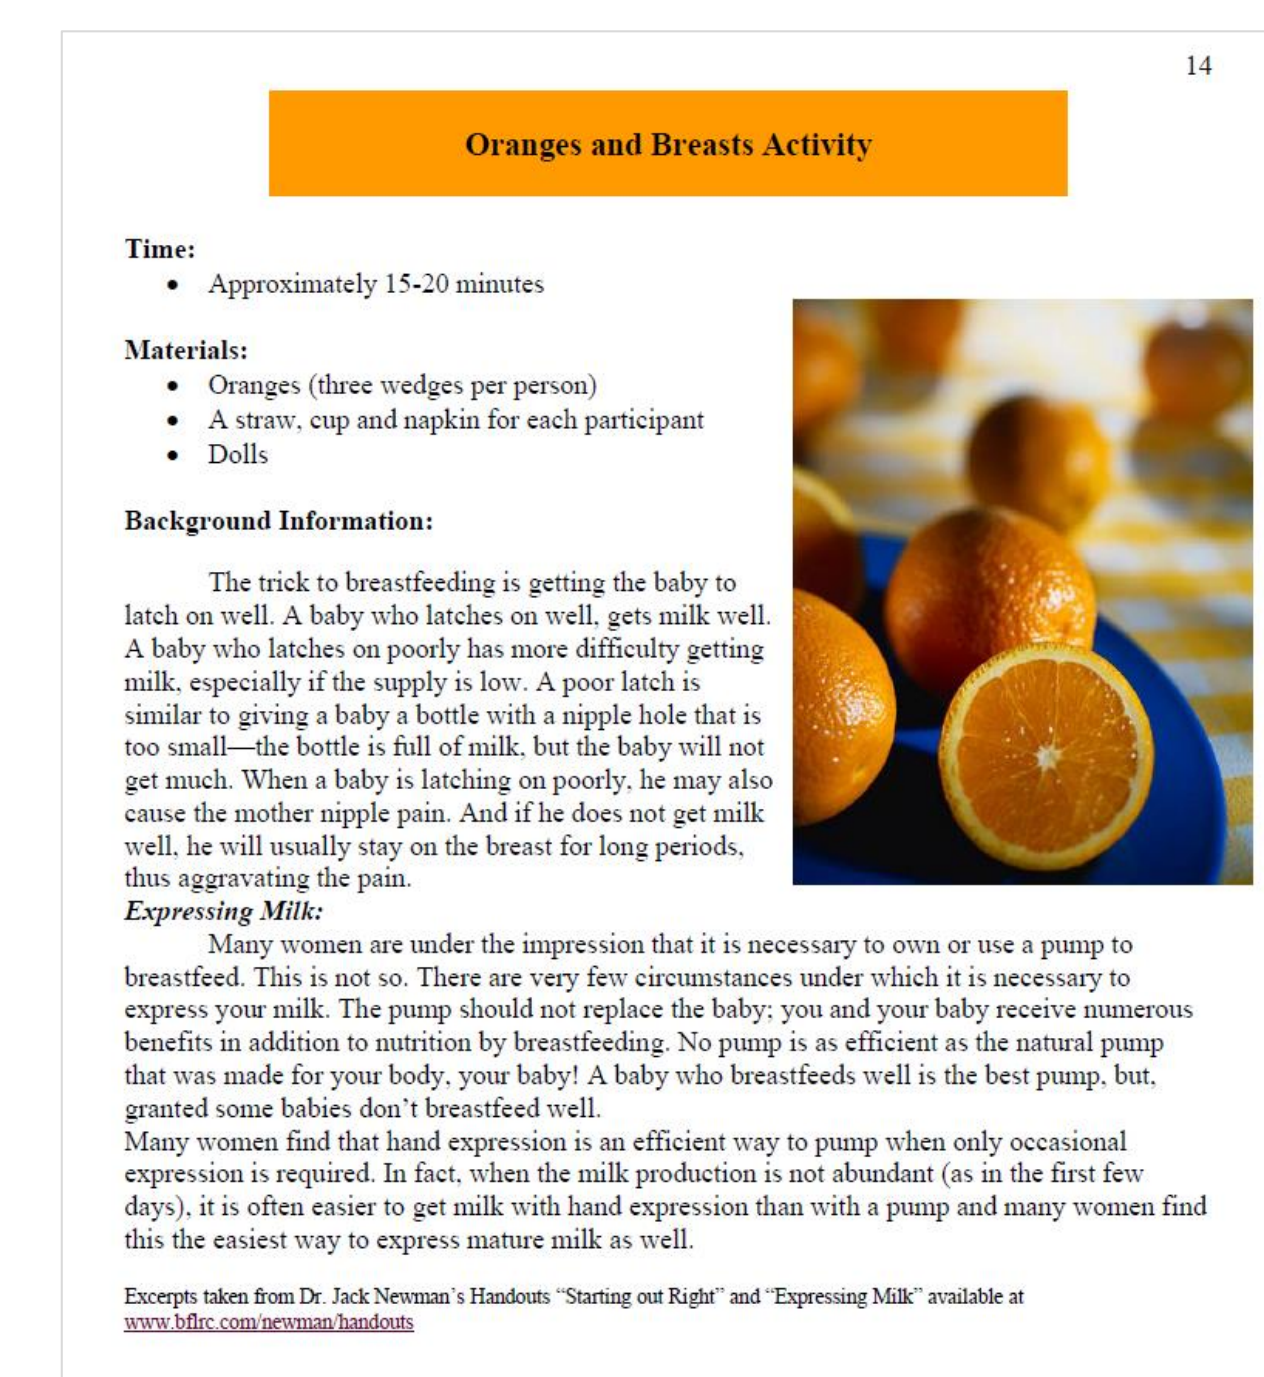 14
Oranges and Breasts Activity
Time:
• Approximately 15-20 minutes
Materials:
• Oranges (three wedges per person)
• A straw, cup and napkin for each participant
• Dolls
Background Information:
The trick to breastfeeding is getting the baby to
latch on well. A baby who latches on well, gets milk well.
A baby who latches on poorly has more difficulty getting
milk, especially if the supply is low. A poor latch is
similar to giving a baby a bottle with a nipple hole that is
too small—the bottle is full of milk, but the baby will not
get much. When a baby is latching on poorly, he may also
cause the mother nipple pain. And if he does not get milk
well, he will usually stay on the breast for long periods,
thus aggravating the pain.
Expressing Milk:
Many women are under the impression that it is necessary to own or use a pump to
breastfeed. This is not so. There are very few circumstances under which it is necessary to
express your milk. The pump should not replace the baby; you and your baby receive numerous
benefits in addition to nutrition by breastfeeding. No pump is as efficient as the natural pump
that was made for your body, your baby! A baby who breastfeeds well is the best pump, but,
granted some babies don’t breastfeed well.
Many women find that hand expression is an efficient way to pump when only occasional
expression is required. In fact, when the milk production is not abundant (as in the first few
days), it is often easier to get milk with hand expression than with a pump and many women find
this the easiest way to express mature milk as well.
Excerpts taken from Dr. Jack Newman’s Handouts “Starting out Right” and “Expressing Milk” available at
www.bflrc.com/newman/handouts